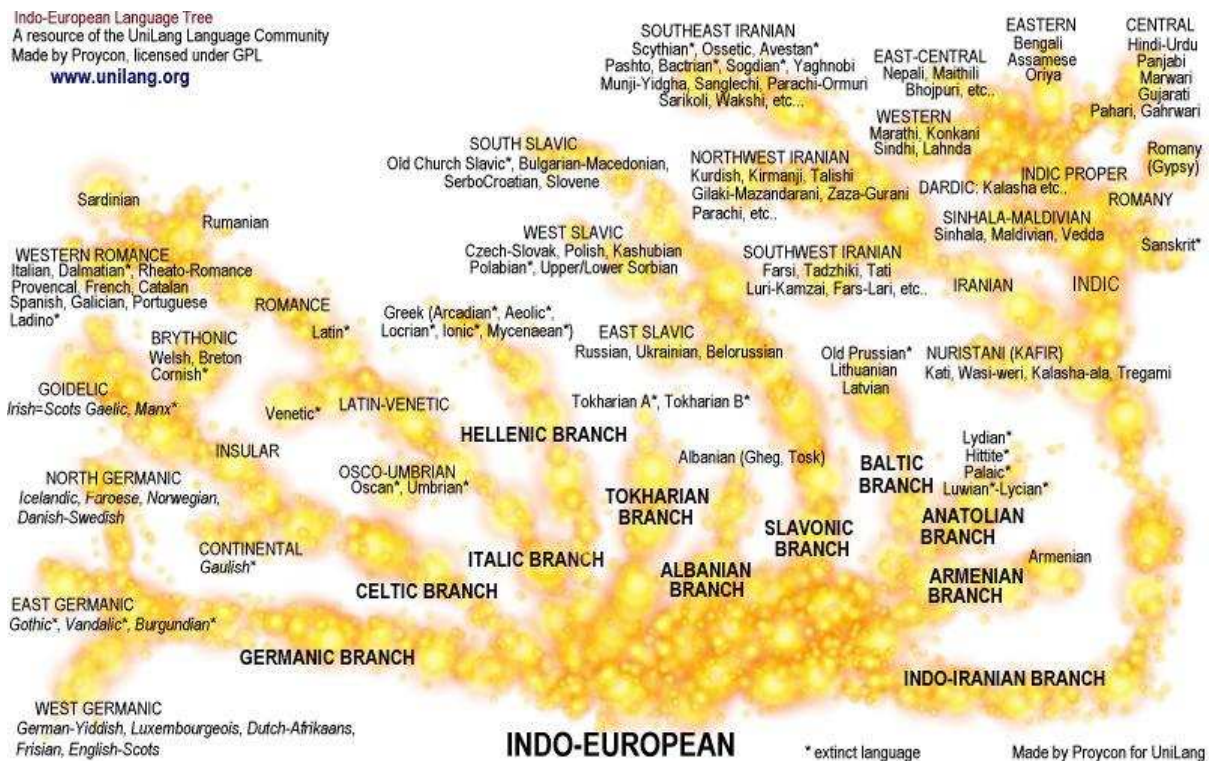 Indo-European Language Tree
A resource of the UniLang Language Community
Made by Proycon, licensed under GPL
www.unilang.org
SOUTHEAST IRANIAN
Scythian*, Ossetic, Avestan*
Pashto, Bactrian*, Sogdian*, Yaghnobi
Munji-Yidgha, Sanglechi, Parachi-Ormuri
Sarikoli, Wakshi, etc...
EASTERN
Bengali
Assamese
Oriya
CENTRAL
Hindi-Urdu
Panjabi
Marwari
Gujarati
Pahari, Gahrwari
EAST-CENTRAL
Nepali, Maithili
Bhojpuri, etc..
WESTERN
Marathi, Konkani
Sindhi, Lahnda
SOUTH SLAVIC
Old Church Slavic*, Bulgarian-Macedonian,
SerboCroatian, Slovene
NORTHWEST IRANIAN
Kurdish, Kirmanji, Talishi
Gilaki-Mazandarani, Zaza-Gurani
Parachi, etc..
Romany
(Gypsy)
INDIC PROPER
DARDIC: Kalasha etc..
ROMANY
Sardinian
Rumanian
SINHALA-MALDIVIAN
Sinhala, Maldivian, Vedda
Sanskrit*
WEST SLAVIC
Czech-Slovak, Polish, Kashubian
Polabian*, Upper/Lower Sorbian
SOUTHWEST IRANIAN
Farsi, Tadzhiki, Tati
Luri-Kamzai, Fars-Lari, etc..
IRANIAN
INDIC
WESTERN ROMANCE
Italian, Dalmatian*, Rheato-Romance
Provencal, French, Catalan
Spanish, Galician, Portuguese
Ladino*
ROMANCE
Latin*
Greek (Arcadian*, Aeolic*,
Locrian*, Ionic*, Mycenaean*)
EAST SLAVIC
Russian, Ukrainian, Belorussian
BRYTHONIC
Welsh, Breton
Cornish*
Old Prussian*
Lithuanian
Latvian
NURISTANI (KAFIR)
Kati, Wasi-weri, Kalasha-ala, Tregami
GOIDELIC
Irish=Scots Gaelic, Manx*
Venetic*
LATIN-VENETIC
Tokharian A*, Tokharian B*
HELLENIC BRANCH
INSULAR
Albanian (Gheg, Tosk)
Lydian*
Hittite*
Palaic*
Luwian*-Lycian*
BALTIC
BRANCH
NORTH GERMANIC
Icelandic, Faroese, Norwegian,
Danish-Swedish
OSCO-UMBRIAN
Oscan*, Umbrian*
TOKHARIAN
BRANCH
SLAVONIC
BRANCH
ANATOLIAN
BRANCH
CONTINENTAL
Gaulish*
ITALIC BRANCH
CELTIC BRANCH
ALBANIAN
BRANCH
Armenian
ARMENIAN
BRANCH
EAST GERMANIC
Gothic*, Vandalic*, Burgundian*
GERMANIC BRANCH
INDO-IRANIAN BRANCH
WEST GERMANIC
German-Yiddish, Luxembourgeois, Dutch-Afrikaans,
Frisian, English-Scots
INDO-EUROPEAN
* extinct language
Made by Proycon for UniLang